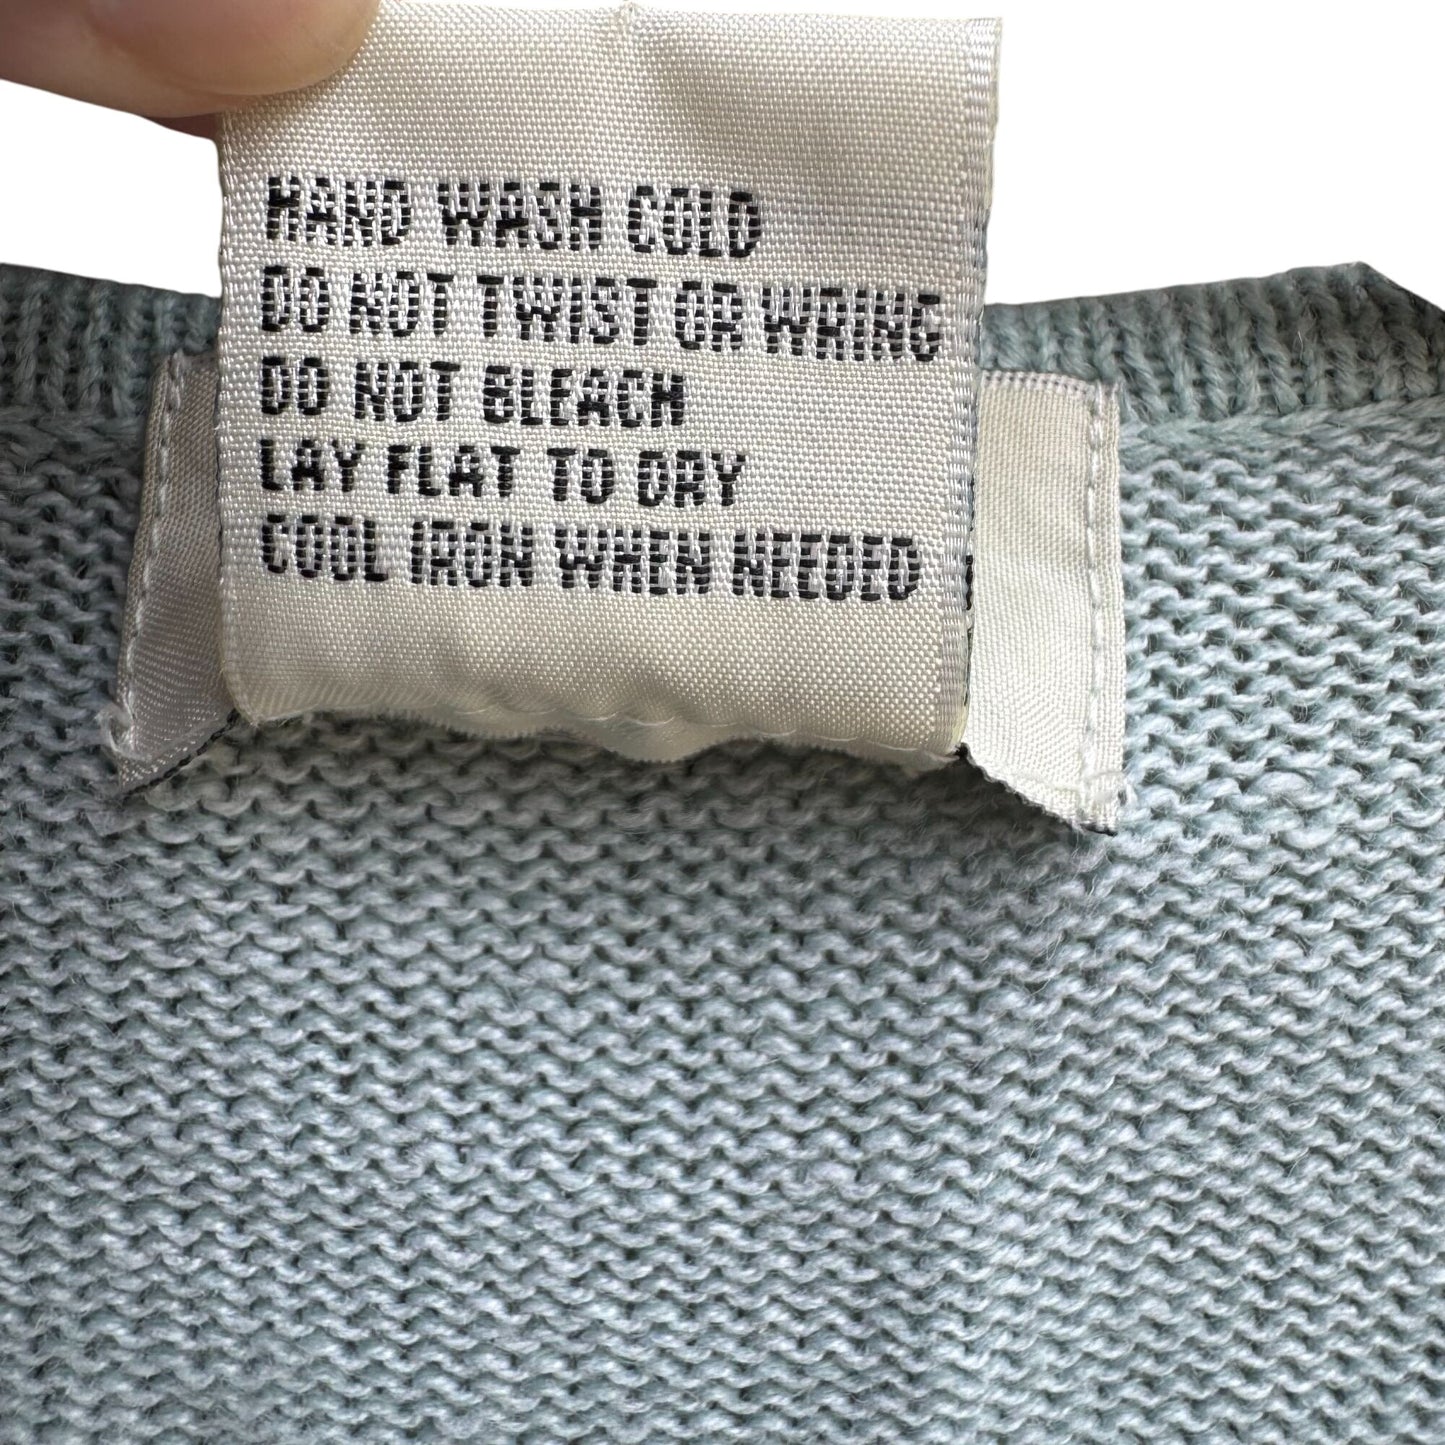 HAND WASH COLD
DO NOT TWIST OR WRING
DO NOT BLEACH
LAY FLAT TO DRY
COOL IRON WHEN NEEDED